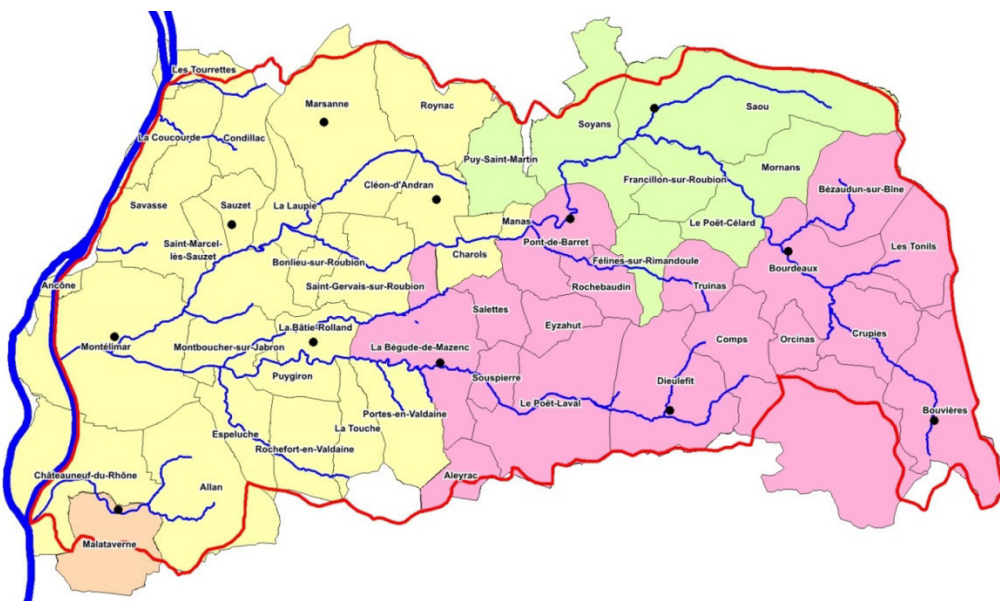 Les Tourrettes
Marsanne
Roynac
Saou
Soyans
La Coucourde
Condillac
Puy-Saint-Martin
Mornans
Francillon-sur-Roubion
Cléon-d'Andran
Bézaudun-sur-Bîne
Savasse
Sauzet
La Laupie
Manas
Le Poët-Célard
Saint-Marcel-
lès-Sauzet
Pont-de-Barret
Les Tonils
Charols
Bonlieu-sur-Roubion
Félines-sur-Rimandoule
Bourdeaux
Ancône
Saint-Gervais-sur-Roubion
Rochebaudin
Truinas
Salettes
La Bâtie-Rolland
Eyzahut
Crupies
Comps
Orcinas
Montélimar
Montboucher-sur-Jabron
La Bégude-de-Mazenc
Puygiron
Souspierre
Dieulefit
Le Poët-Laval
Portes-en-Valdaine
Bouvières
La Touche
Espeluche
Rochefort-en-Valdaine
Châteauneuf-du-Rhône
Aleyrac
Allan
Malataverne